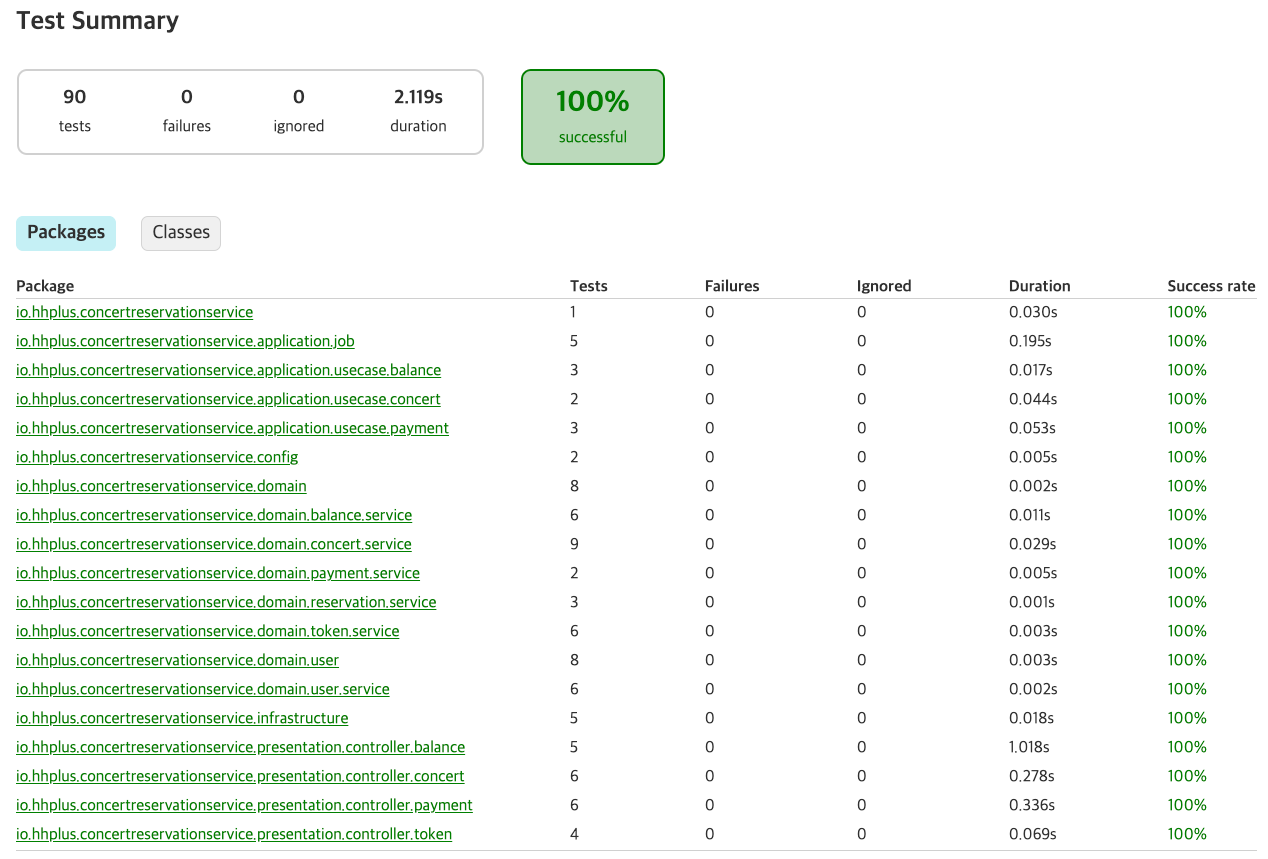 Test Summary
90 0 0 2.119s
tests failures ignored duration
100%
successful
Packages Classes
Package Tests Failures Ignored Duration Success rate
io.hhplus.concertreservationservice 1 0 0 0.030s 100%
io.hhplus.concertreservationservice.application.job 5 0 0 0.195s 100%
io.hhplus.concertreservationservice.application.usecase.balance 3 0 0 0.017s 100%
io.hhplus.concertreservationservice.application.usecase.concert 2 0 0 0.044s 100%
io.hhplus.concertreservationservice.application.usecase.payment 3 0 0 0.053s 100%
io.hhplus.concertreservationservice.config 2 0 0 0.005s 100%
io.hhplus.concertreservationservice.domain 8 0 0 0.002s 100%
io.hhplus.concertreservationservice.domain.balance.service 6 0 0 0.011s 100%
io.hhplus.concertreservationservice.domain.concert.service 9 0 0 0.029s 100%
io.hhplus.concertreservationservice.domain.payment.service 2 0 0 0.005s 100%
io.hhplus.concertreservationservice.domain.reservation.service 3 0 0 0.001s 100%
io.hhplus.concertreservationservice.domain.token.service 6 0 0 0.003s 100%
io.hhplus.concertreservationservice.domain.user 8 0 0 0.003s 100%
io.hhplus.concertreservationservice.domain.user.service 6 0 0 0.002s 100%
io.hhplus.concertreservationservice.infrastructure 5 0 0 0.018s 100%
io.hhplus.concertreservationservice.presentation.controller.balance 5 0 0 1.018s 100%
io.hhplus.concertreservationservice.presentation.controller.concert 6 0 0 0.278s 100%
io.hhplus.concertreservationservice.presentation.controller.payment 6 0 0 0.336s 100%
io.hhplus.concertreservationservice.presentation.controller.token 4 0 0 0.069s 100%